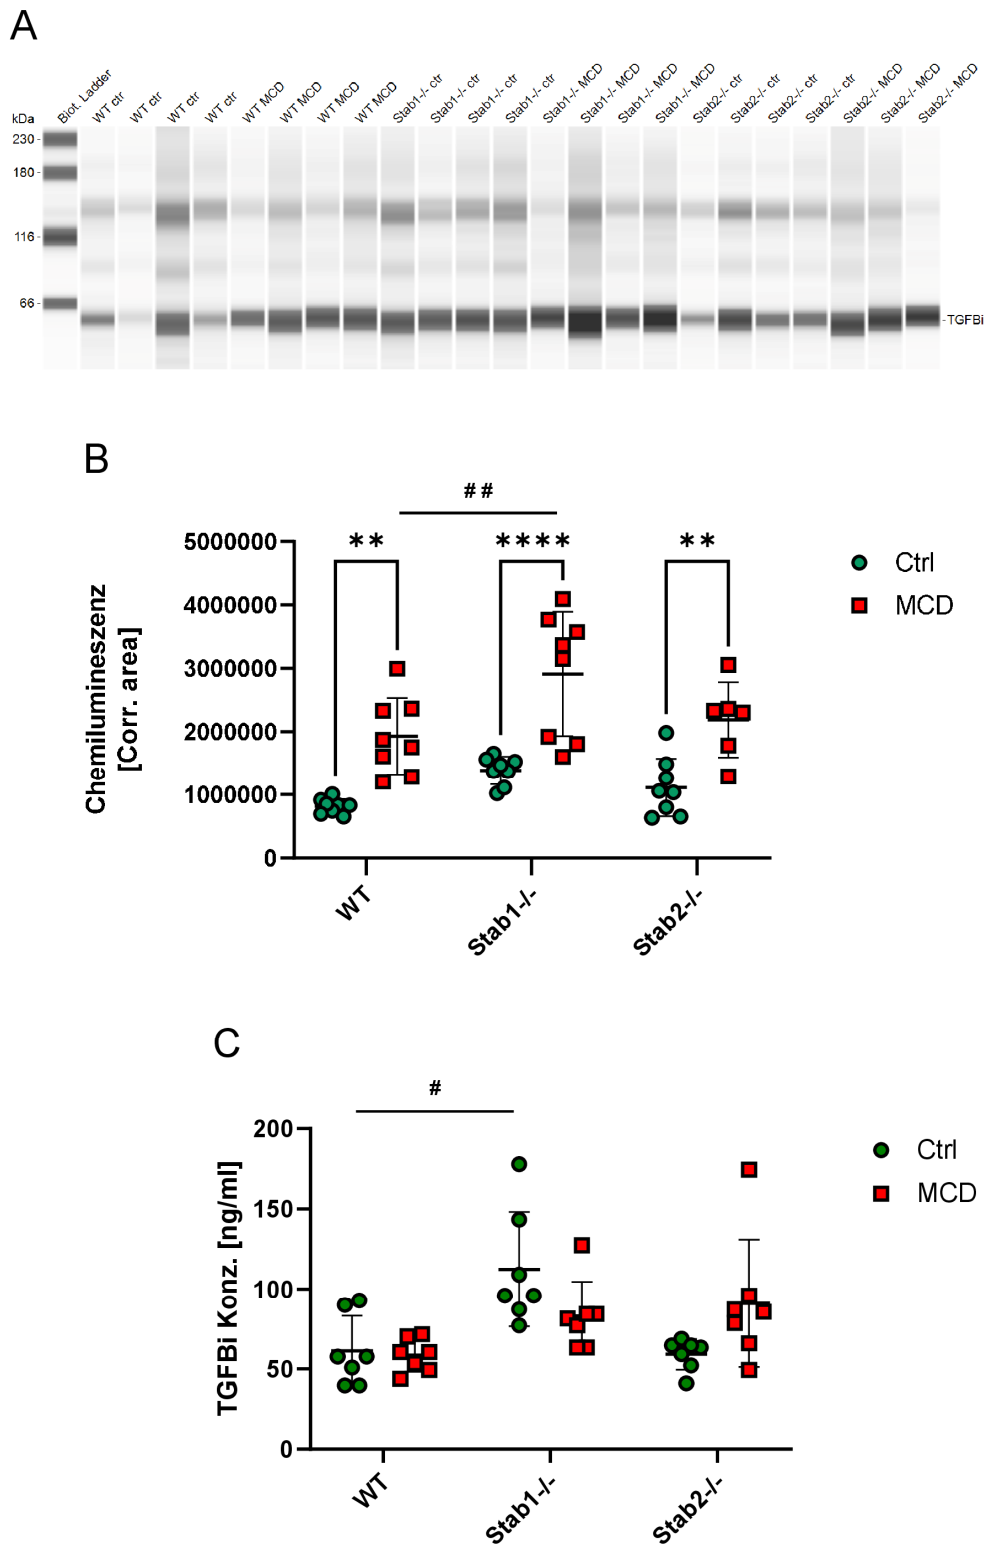 A
Biot. Ladder
WT ctr
WT ctr
WT ctr
WT ctr
WT MCD
WT MCD
WT MCD
WT MCD
Stab1-/- ctr
Stab1-/- ctr
Stab1-/- ctr
Stab1-/- ctr
Stab1-/- MCD
Stab1-/- MCD
Stab1-/- MCD
Stab1-/- MCD
Stab2-/- ctr
Stab2-/- ctr
Stab2-/- ctr
Stab2-/- ctr
Stab2-/- MCD
Stab2-/- MCD
Stab2-/- MCD
kDa
230-
180-
116-
66-
-TGFBi
B
##
** **** **
5000000
4000000
3000000
2000000
1000000
0
Chemilumineszenz
[Corr. area]
Ctrl
MCD
WT
Stab1-/-
Stab2-/-
C
#
200
150
100
50
0
TGFBi Konz. [ng/ml]
Ctrl
MCD
WT
Stab1-/-
Stab2-/-